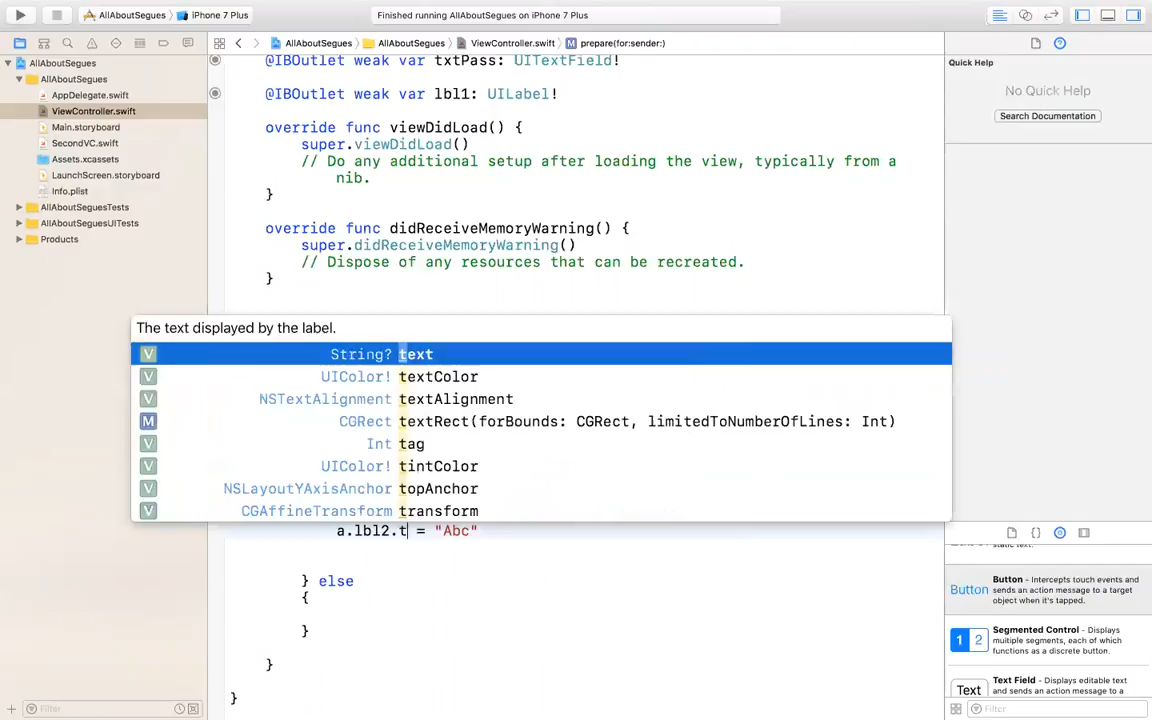 AllAboutSegues
iPhone 7 Plus
Finished running AllAboutSegues on iPhone 7 Plus
AllAboutSegues
AllAboutSegues
ViewController.swift
M
prepare(for:sender:)
AllAboutSegues
AllAboutSegues
AppDelegate.swift
ViewController.swift
Main.storyboard
SecondVC.swift
Assets.xcassets
LaunchScreen.storyboard
Info.plist
AllAboutSeguesTests
AllAboutSeguesUITests
Products
Filter
@IBOutlet weak var txtPass: UITextField!
@IBOutlet weak var lbl1: UILabel!
override func viewDidLoad() {
super.viewDidLoad()
// Do any additional setup after loading the view, typically from a
nib.
}
override func didReceiveMemoryWarning() {
super.didReceiveMemoryWarning()
// Dispose of any resources that can be recreated.
}
The text displayed by the label.
V String? text
V UIColor! textColor
V NSTextAlignment textAlignment
M CGRect textRect(forBounds: CGRect, limitedToNumberOfLines: Int)
V Int tag
V UIColor! tintColor
V NSLayoutYAxisAnchor topAnchor
V CGAffineTransform transform
a.lbl2.t = "Abc"
} else
{
}
}
}
Quick Help
No Quick Help
Search Documentation
{}
static text.
Button
Button - Intercepts touch events and
sends an action message to a target
object when it's tapped.
1 2
Segmented Control - Displays
multiple segments, each of which
functions as a discrete button.
Text
Text Field - Displays editable text
and sends an action message to a
Filter